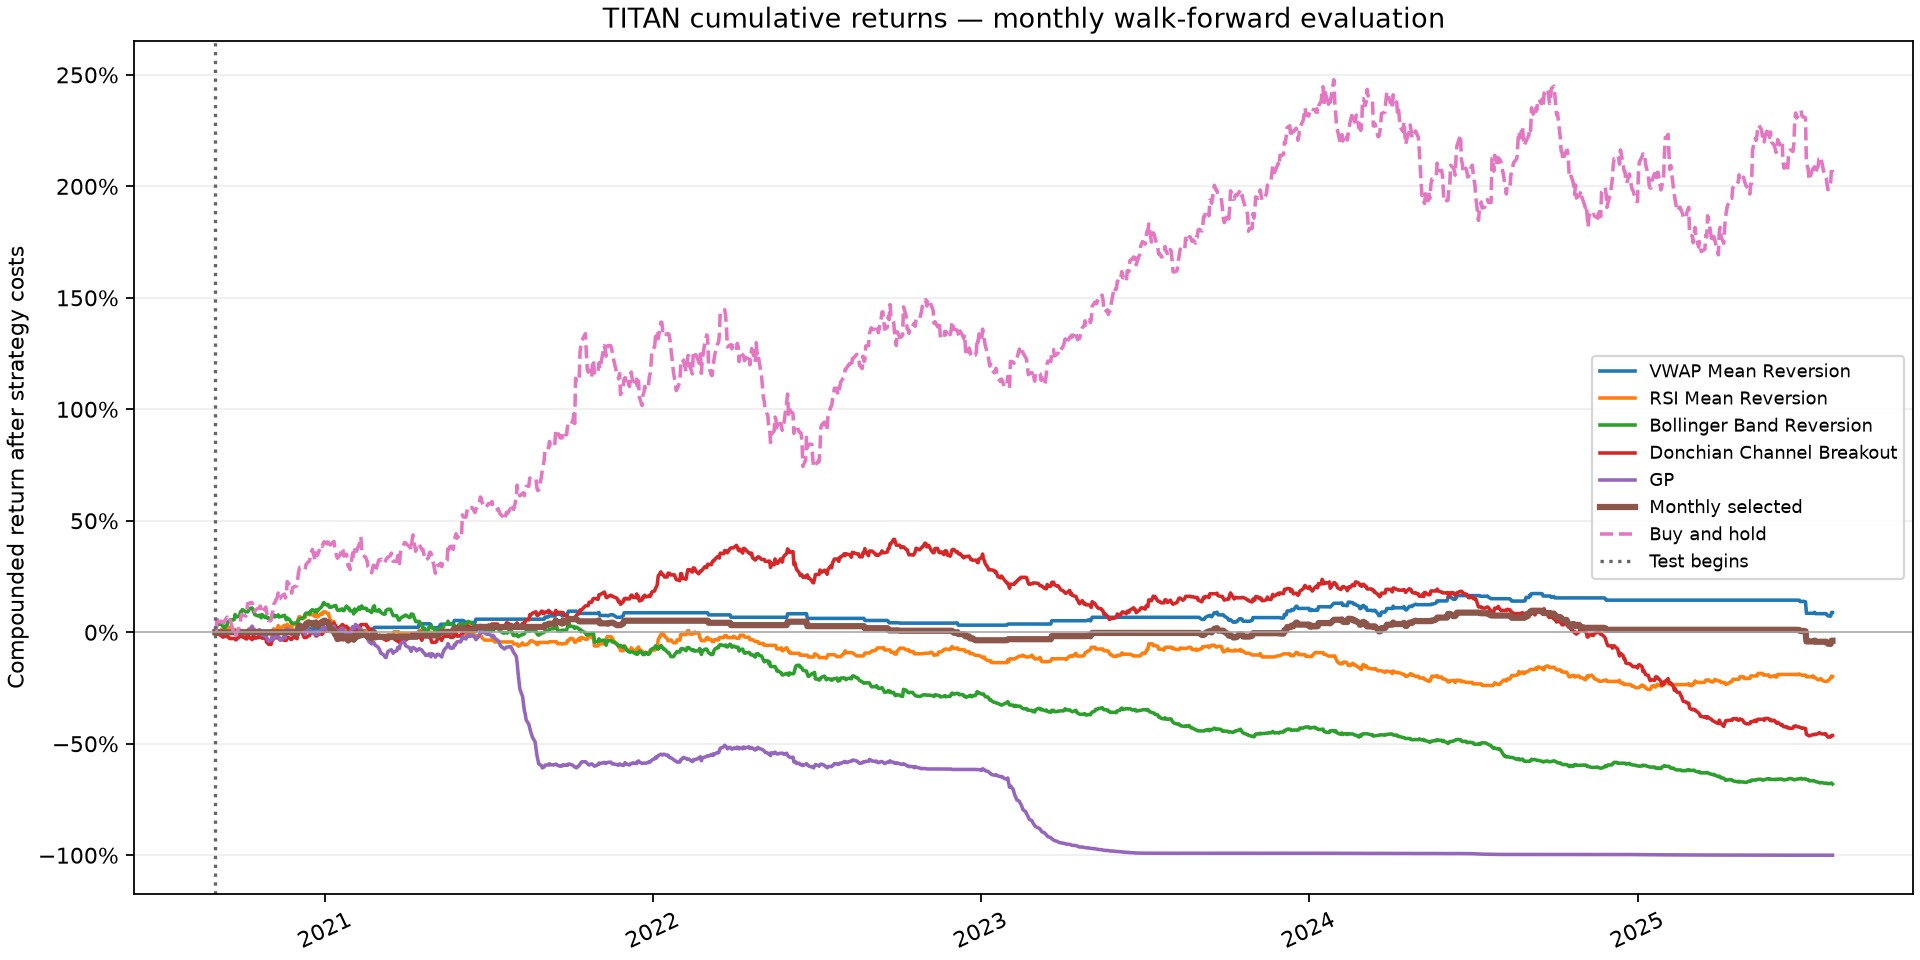 TITAN cumulative returns — monthly walk-forward evaluation
Compounded return after strategy costs
250%
200%
150%
100%
50%
0%
−50%
−100%
VWAP Mean Reversion
RSI Mean Reversion
Bollinger Band Reversion
Donchian Channel Breakout
GP
Monthly selected
Buy and hold
Test begins
2021
2022
2023
2024
2025